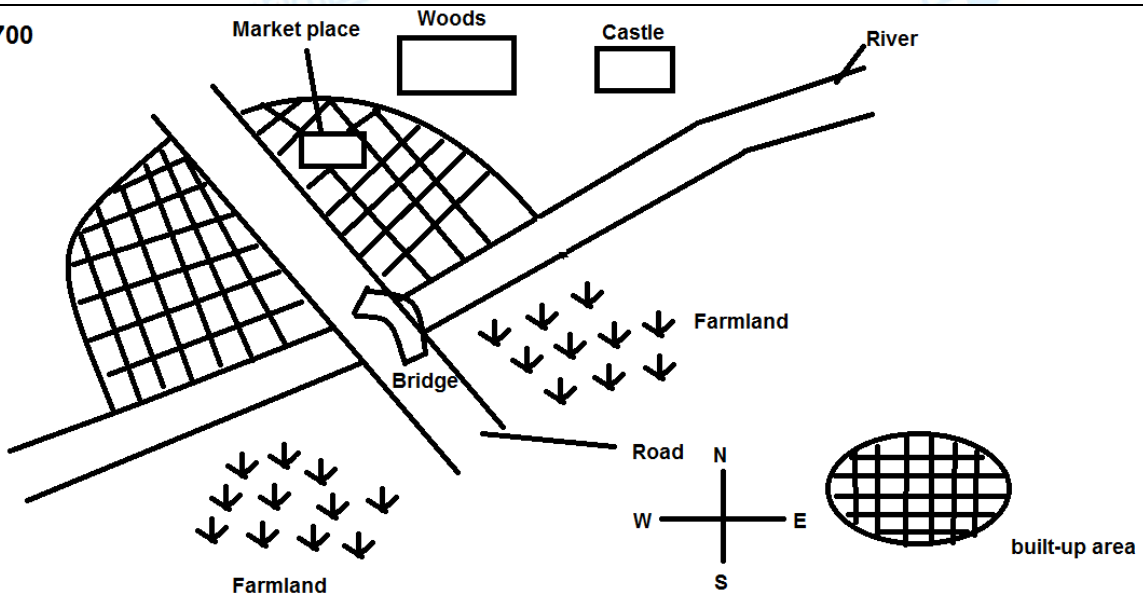 Woods
Market place
Castle
700
River
Farmland
Bridge
Road
N
W
E
S
built-up area
Farmland